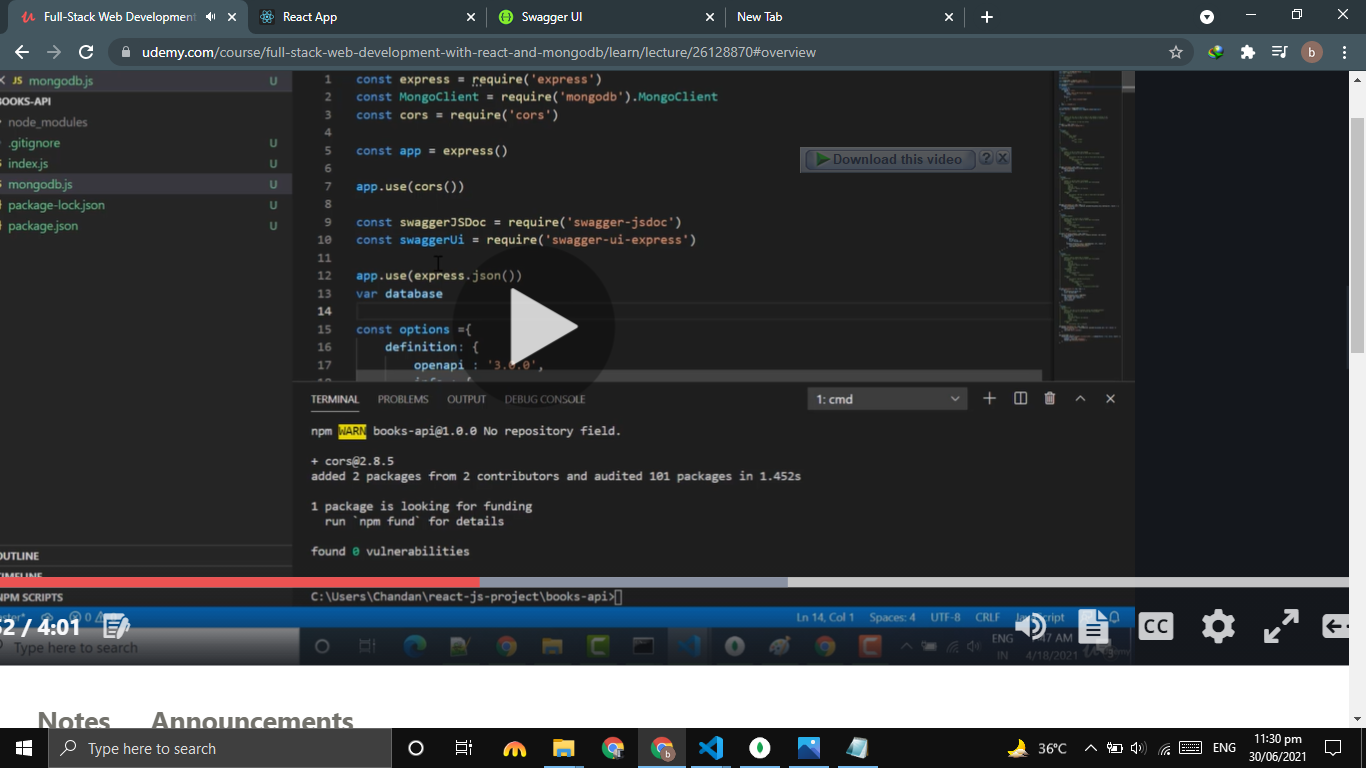 Full-Stack Web Development
React App
Swagger UI
New Tab
udemy.com/course/full-stack-web-development-with-react-and-mongodb/learn/lecture/26128870#overview
b
JS mongodb.js U
BOOKS-API
node_modules
.gitignore U
index.js U
mongodb.js U
package-lock.json U
package.json U
OUTLINE
TIMELINE
NPM SCRIPTS
1 const express = require('express')
2 const MongoClient = require('mongodb').MongoClient
3 const cors = require('cors')
4
5 const app = express()
6
7 app.use(cors())
8
9 const swaggerJSDoc = require('swagger-jsdoc')
10 const swaggerUi = require('swagger-ui-express')
11
12 app.use(express.json())
13 var database
14
15 const options ={
16 definition: {
17 openapi : '3.0.0',
Download this video ? X
TERMINAL PROBLEMS OUTPUT DEBUG CONSOLE 1: cmd
npm WARN books-api@1.0.0 No repository field.
+ cors@2.8.5
added 2 packages from 2 contributors and audited 101 packages in 1.452s
1 package is looking for funding
run `npm fund` for details
found 0 vulnerabilities
C:\Users\Chandan\react-js-project\books-api>
Ln 14, Col 1 Spaces: 4 UTF-8 CRLF
52 / 4:01
CC
Type here to search
ENG
IN
4/18/2021
Notes Announcements
Type here to search
b
36°C
ENG
11:30 pm
30/06/2021